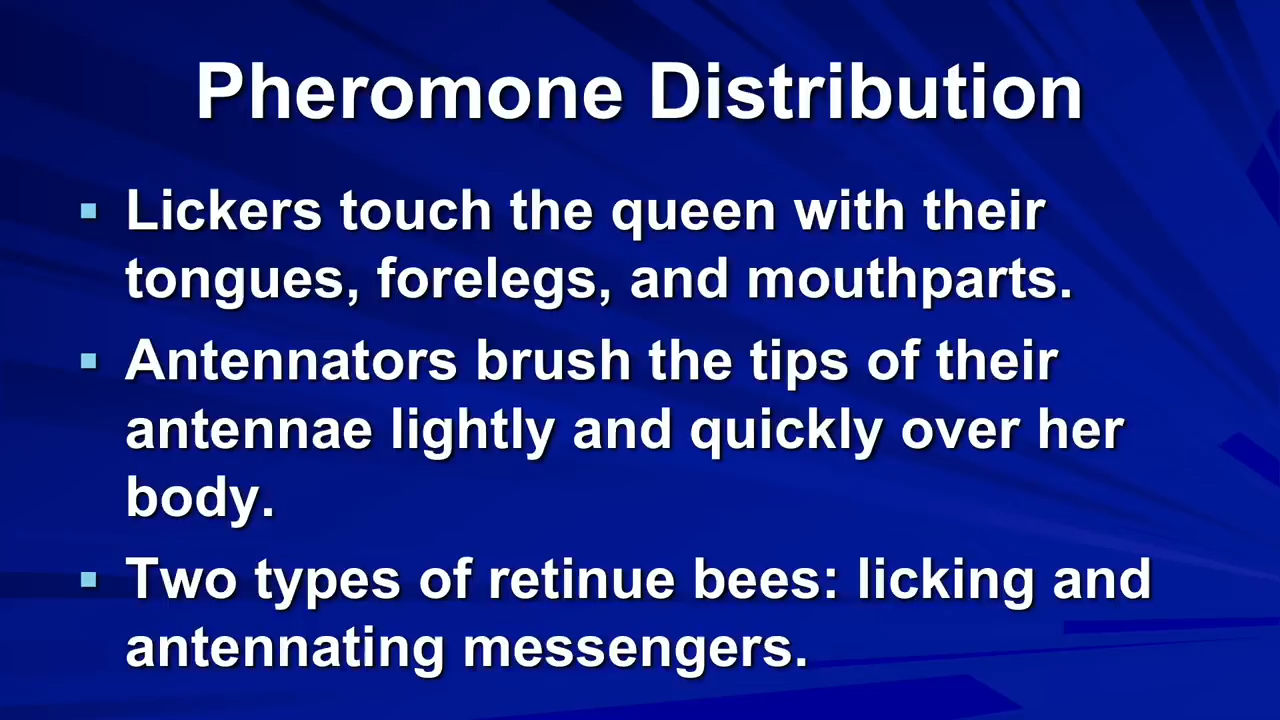 Pheromone Distribution
▪ Lickers touch the queen with their
tongues, forelegs, and mouthparts.
▪ Antennators brush the tips of their
antennae lightly and quickly over her
body.
▪ Two types of retinue bees: licking and
antennating messengers.